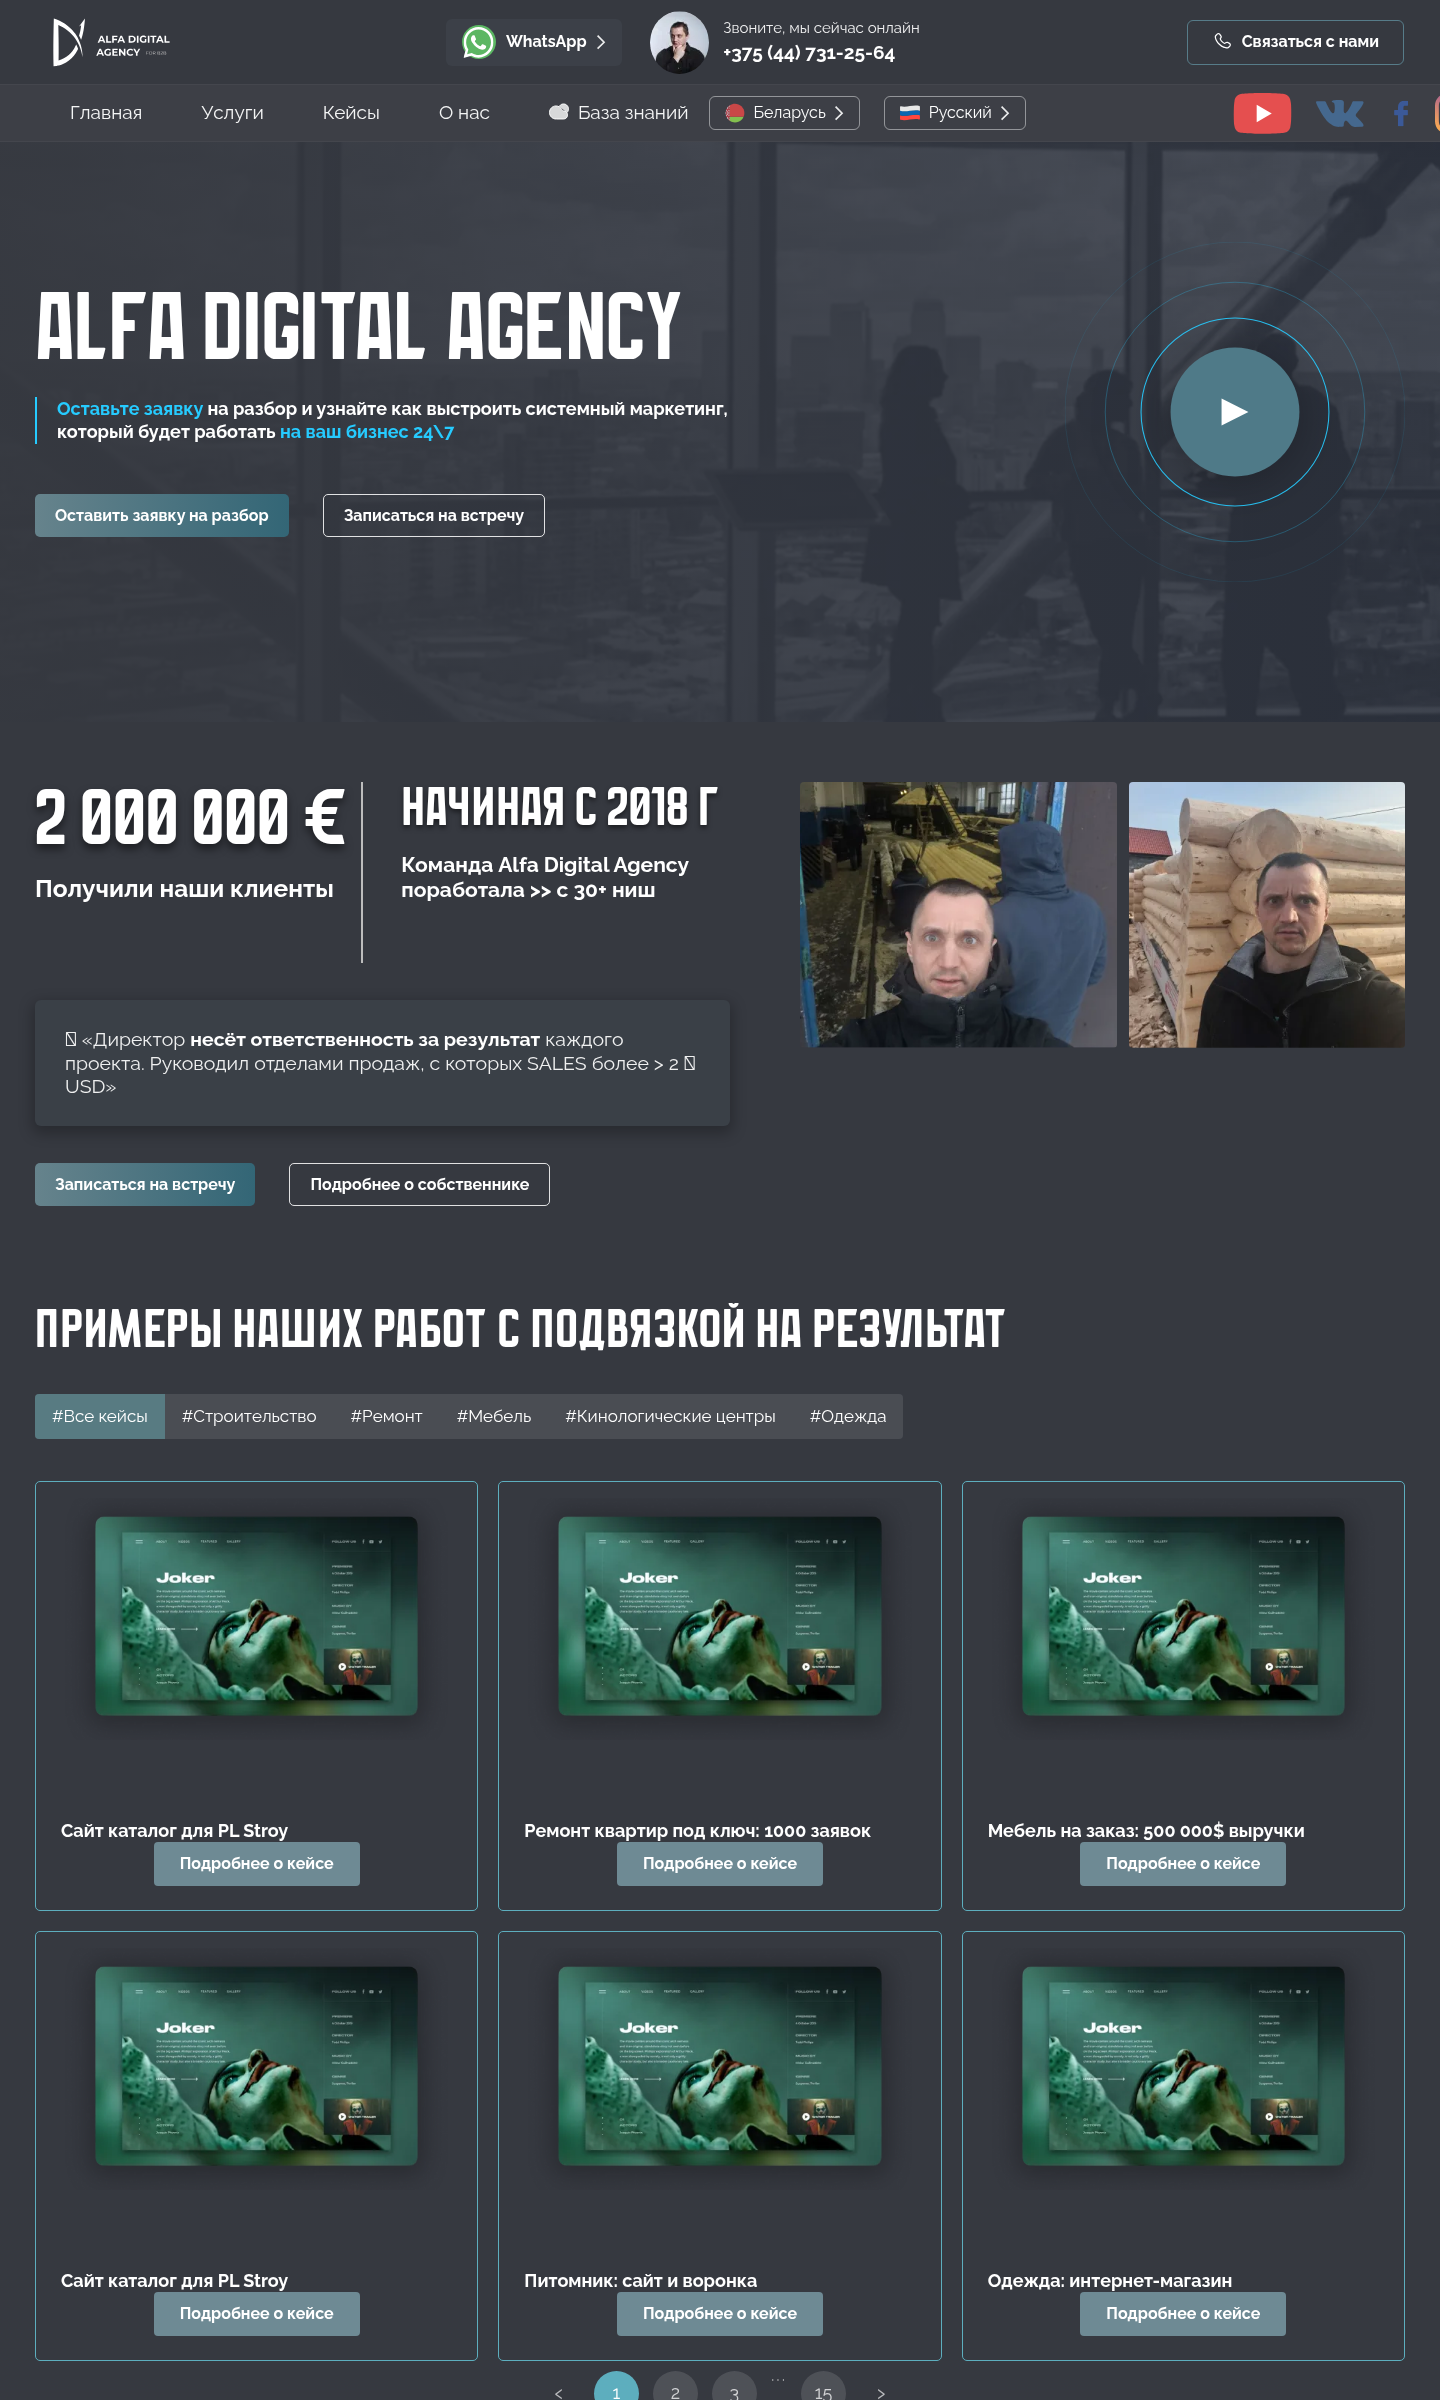 ALFA DIGITAL
AGENCY FOR B2B
WhatsApp
Звоните, мы сейчас онлайн
+375 (44) 731-25-64
Связаться с нами
Главная
Услуги
Кейсы
О нас
База знаний
Беларусь
Русский
ALFA DIGITAL AGENCY
Оставьте заявку на разбор и узнайте как выстроить системный маркетинг,
который будет работать на ваш бизнес 24\7
Оставить заявку на разбор
Записаться на встречу
2 000 000 €
Получили наши клиенты
НАЧИНАЯ С 2018 Г
Команда Alfa Digital Agency
поработала >> с 30+ ниш
«Директор несёт ответственность за результат каждого
проекта. Руководил отделами продаж, с которых SALES более > 2
USD»
Записаться на встречу
Подробнее о собственнике
ПРИМЕРЫ НАШИХ РАБОТ С ПОДВЯЗКОЙ НА РЕЗУЛЬТАТ
#Все кейсы
#Строительство
#Ремонт
#Мебель
#Кинологические центры
#Одежда
Joker
Joker
Joker
Сайт каталог для PL Stroy
Ремонт квартир под ключ: 1000 заявок
Мебель на заказ: 500 000$ выручки
Подробнее о кейсе
Подробнее о кейсе
Подробнее о кейсе
Joker
Joker
Joker
Сайт каталог для PL Stroy
Питомник: сайт и воронка
Одежда: интернет-магазин
Подробнее о кейсе
Подробнее о кейсе
Подробнее о кейсе
< 1 2 3 ... 15 >